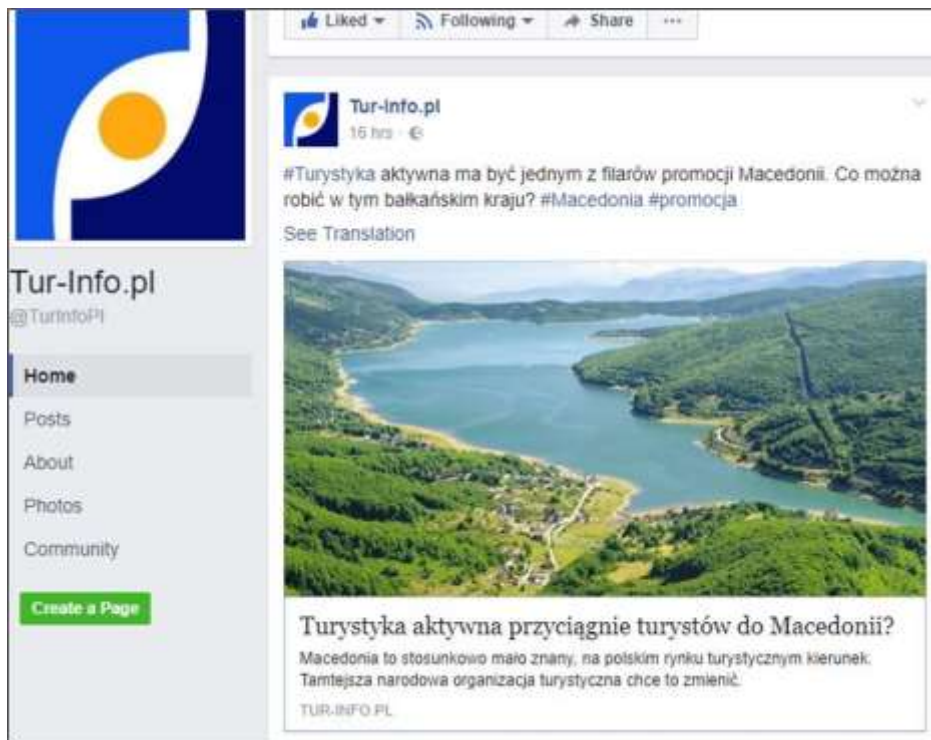 Liked
Following
Share
Tur-Info.pl
16 hrs
#Turystyka aktywna ma być jednym z filarów promocji Macedonii. Co można
robić w tym bałkańskim kraju? #Macedonia #promocja
See Translation
Tur-Info.pl
@TurInfoPl
Home
Posts
About
Photos
Community
Create a Page
Turystyka aktywna przyciągnie turystów do Macedonii?
Macedonia to stosunkowo mało znany, na polskim rynku turystycznym kierunek.
Tamtejsza narodowa organizacja turystyczna chce to zmienić.
TUR-INFO.PL